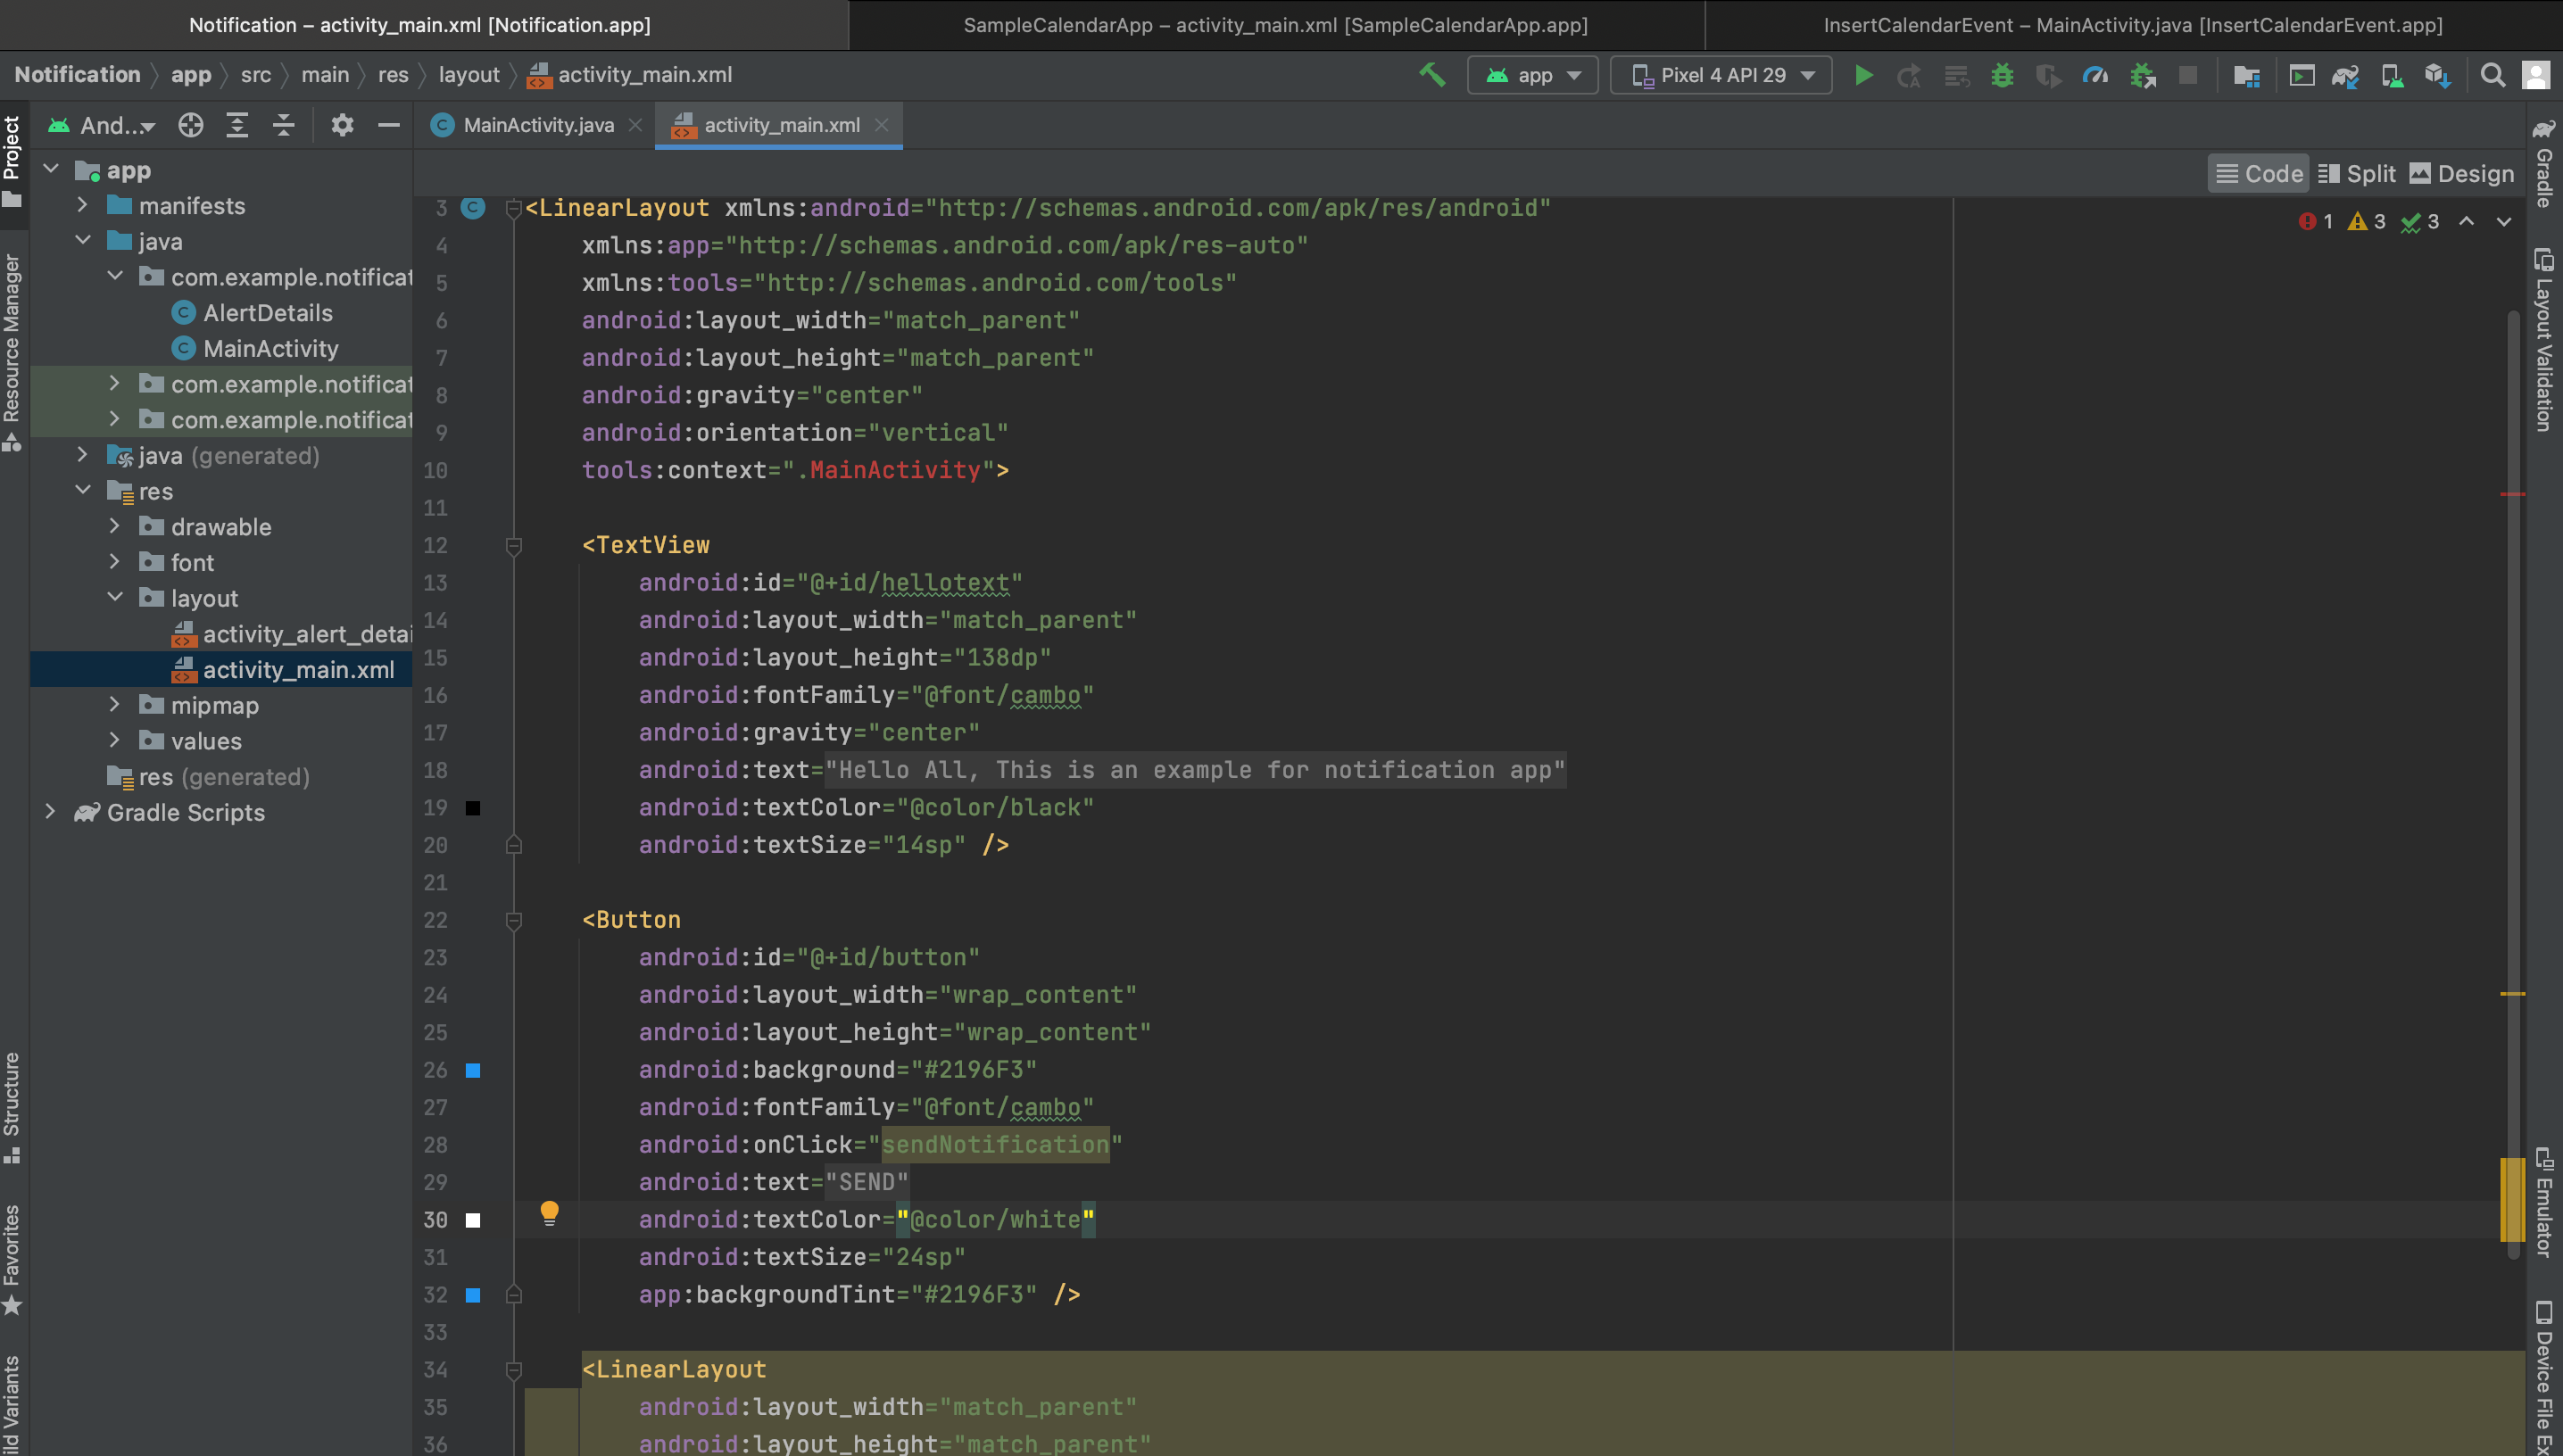 Notification – activity_main.xml [Notification.app]
SampleCalendarApp – activity_main.xml [SampleCalendarApp.app]
InsertCalendarEvent – MainActivity.java [InsertCalendarEvent.app]
Notification
app
src
main
res
layout
activity_main.xml
app
Pixel 4 API 29
Project
Resource Manager
Structure
Favorites
ild Variants
And...
app
manifests
java
com.example.notificat
AlertDetails
MainActivity
com.example.notificat
com.example.notificat
java (generated)
res
drawable
font
layout
activity_alert_detai
activity_main.xml
mipmap
values
res (generated)
Gradle Scripts
MainActivity.java
activity_main.xml
Code
Split
Design
1
3
3
3 <LinearLayout xmlns:android="http://schemas.android.com/apk/res/android"
4 xmlns:app="http://schemas.android.com/apk/res-auto"
5 xmlns:tools="http://schemas.android.com/tools"
6 android:layout_width="match_parent"
7 android:layout_height="match_parent"
8 android:gravity="center"
9 android:orientation="vertical"
10 tools:context=".MainActivity">
11
12 <TextView
13 android:id="@+id/hellotext"
14 android:layout_width="match_parent"
15 android:layout_height="138dp"
16 android:fontFamily="@font/cambo"
17 android:gravity="center"
18 android:text="Hello All, This is an example for notification app"
19 android:textColor="@color/black"
20 android:textSize="14sp" />
21
22 <Button
23 android:id="@+id/button"
24 android:layout_width="wrap_content"
25 android:layout_height="wrap_content"
26 android:background="#2196F3"
27 android:fontFamily="@font/cambo"
28 android:onClick="sendNotification"
29 android:text="SEND"
30 android:textColor="@color/white"
31 android:textSize="24sp"
32 app:backgroundTint="#2196F3" />
33
34 <LinearLayout
35 android:layout_width="match_parent"
36 android:layout_height="match_parent"
Gradle
Layout Validation
Emulator
Device File Ex